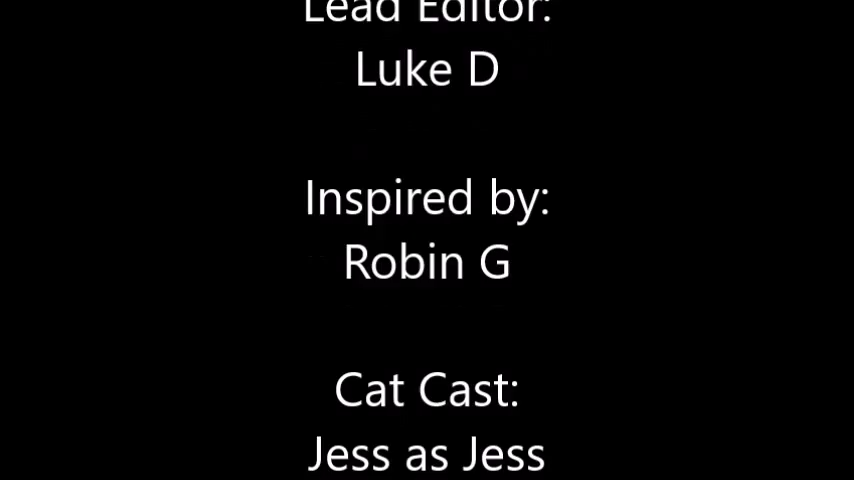 Lead Editor:
Luke D
Inspired by:
Robin G
Cat Cast:
Jess as Jess